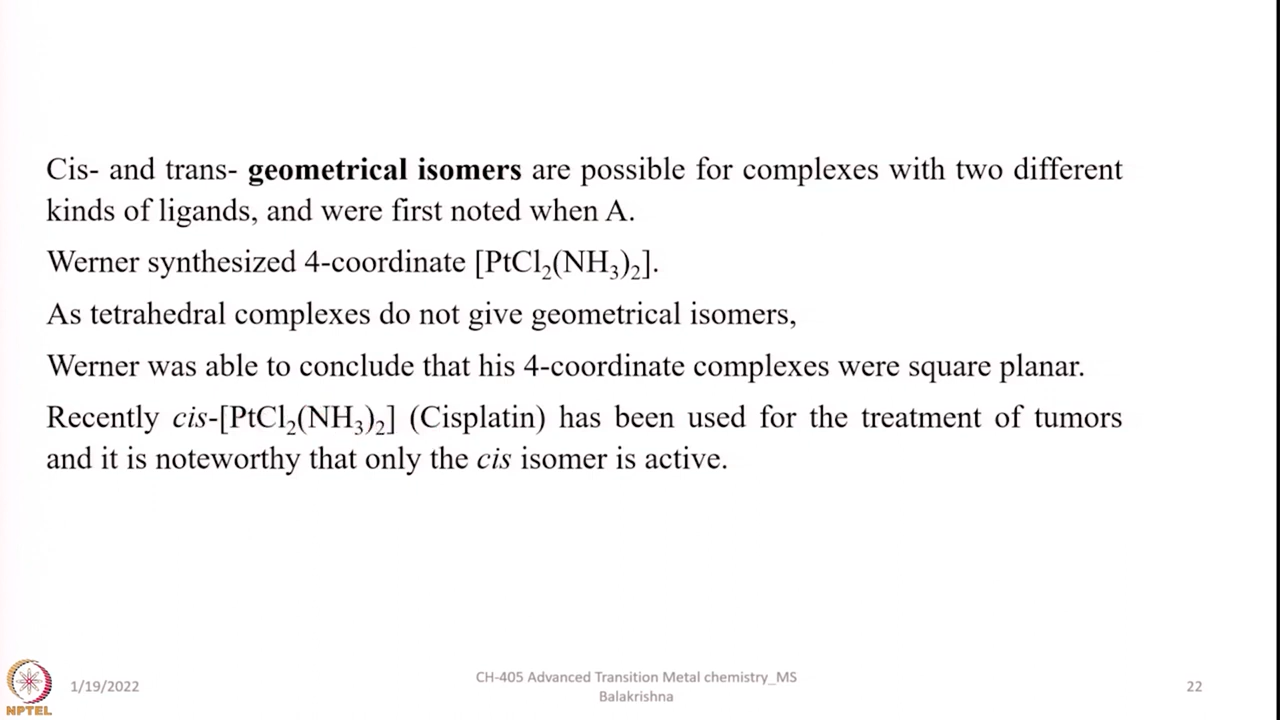 Cis- and trans- geometrical isomers are possible for complexes with two different
kinds of ligands, and were first noted when A.
Werner synthesized 4-coordinate [PtCl₂(NH₃)₂].
As tetrahedral complexes do not give geometrical isomers,
Werner was able to conclude that his 4-coordinate complexes were square planar.
Recently cis-[PtCl₂(NH₃)₂] (Cisplatin) has been used for the treatment of tumors
and it is noteworthy that only the cis isomer is active.
NPTEL
1/19/2022
CH-405 Advanced Transition Metal chemistry_MS
Balakrishna
22